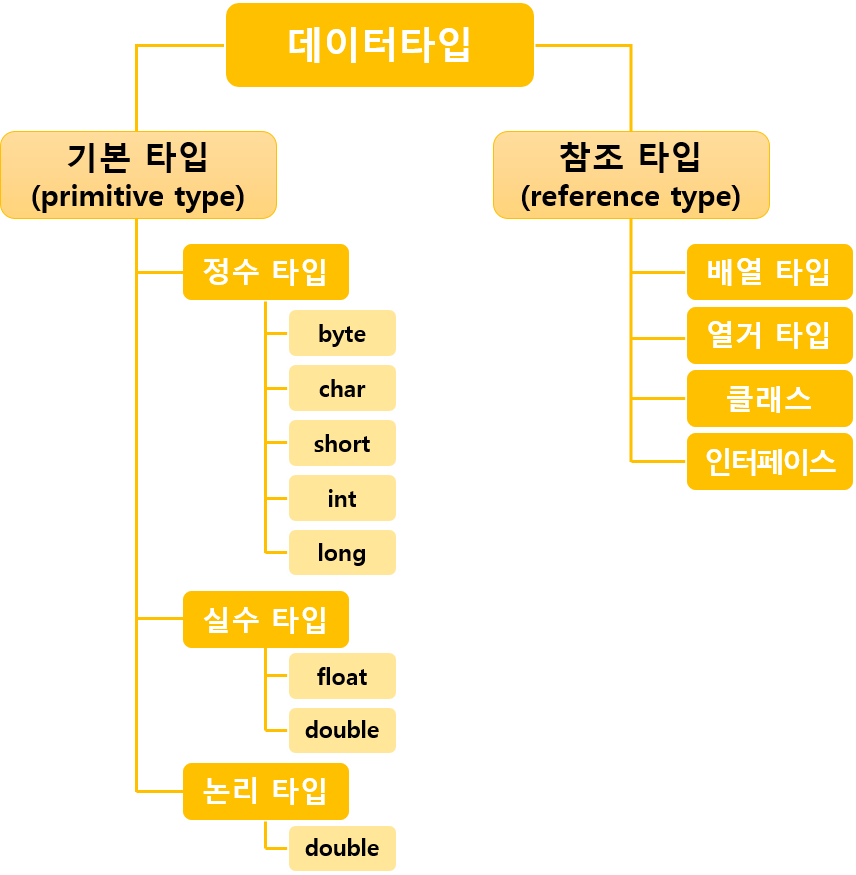 데이터타입
기본 타입
(primitive type)
정수 타입
byte
char
short
int
long
실수 타입
float
double
논리 타입
double
참조 타입
(reference type)
배열 타입
열거 타입
클래스
인터페이스